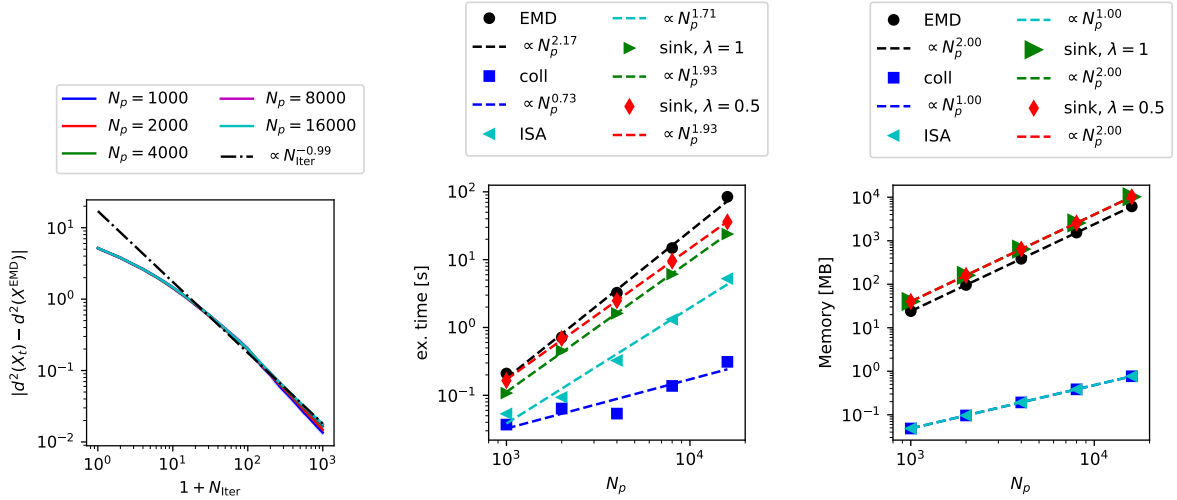 N_p = 1000
N_p = 2000
N_p = 4000
N_p = 8000
N_p = 16000
∝ N_Iter^−0.99
10^1
10^0
10^−1
10^−2
10^0
10^1
10^2
10^3
|d^2(X_t) − d^2(X^EMD)|
1 + N_Iter
EMD
∝ N_p^2.17
coll
∝ N_p^0.73
ISA
∝ N_p^1.71
sink, λ = 1
∝ N_p^1.93
sink, λ = 0.5
∝ N_p^1.93
10^2
10^1
10^0
10^−1
10^3
10^4
ex. time [s]
N_p
EMD
∝ N_p^2.00
coll
∝ N_p^1.00
ISA
∝ N_p^1.00
sink, λ = 1
∝ N_p^2.00
sink, λ = 0.5
∝ N_p^2.00
10^4
10^3
10^2
10^1
10^0
10^−1
10^3
10^4
Memory [MB]
N_p